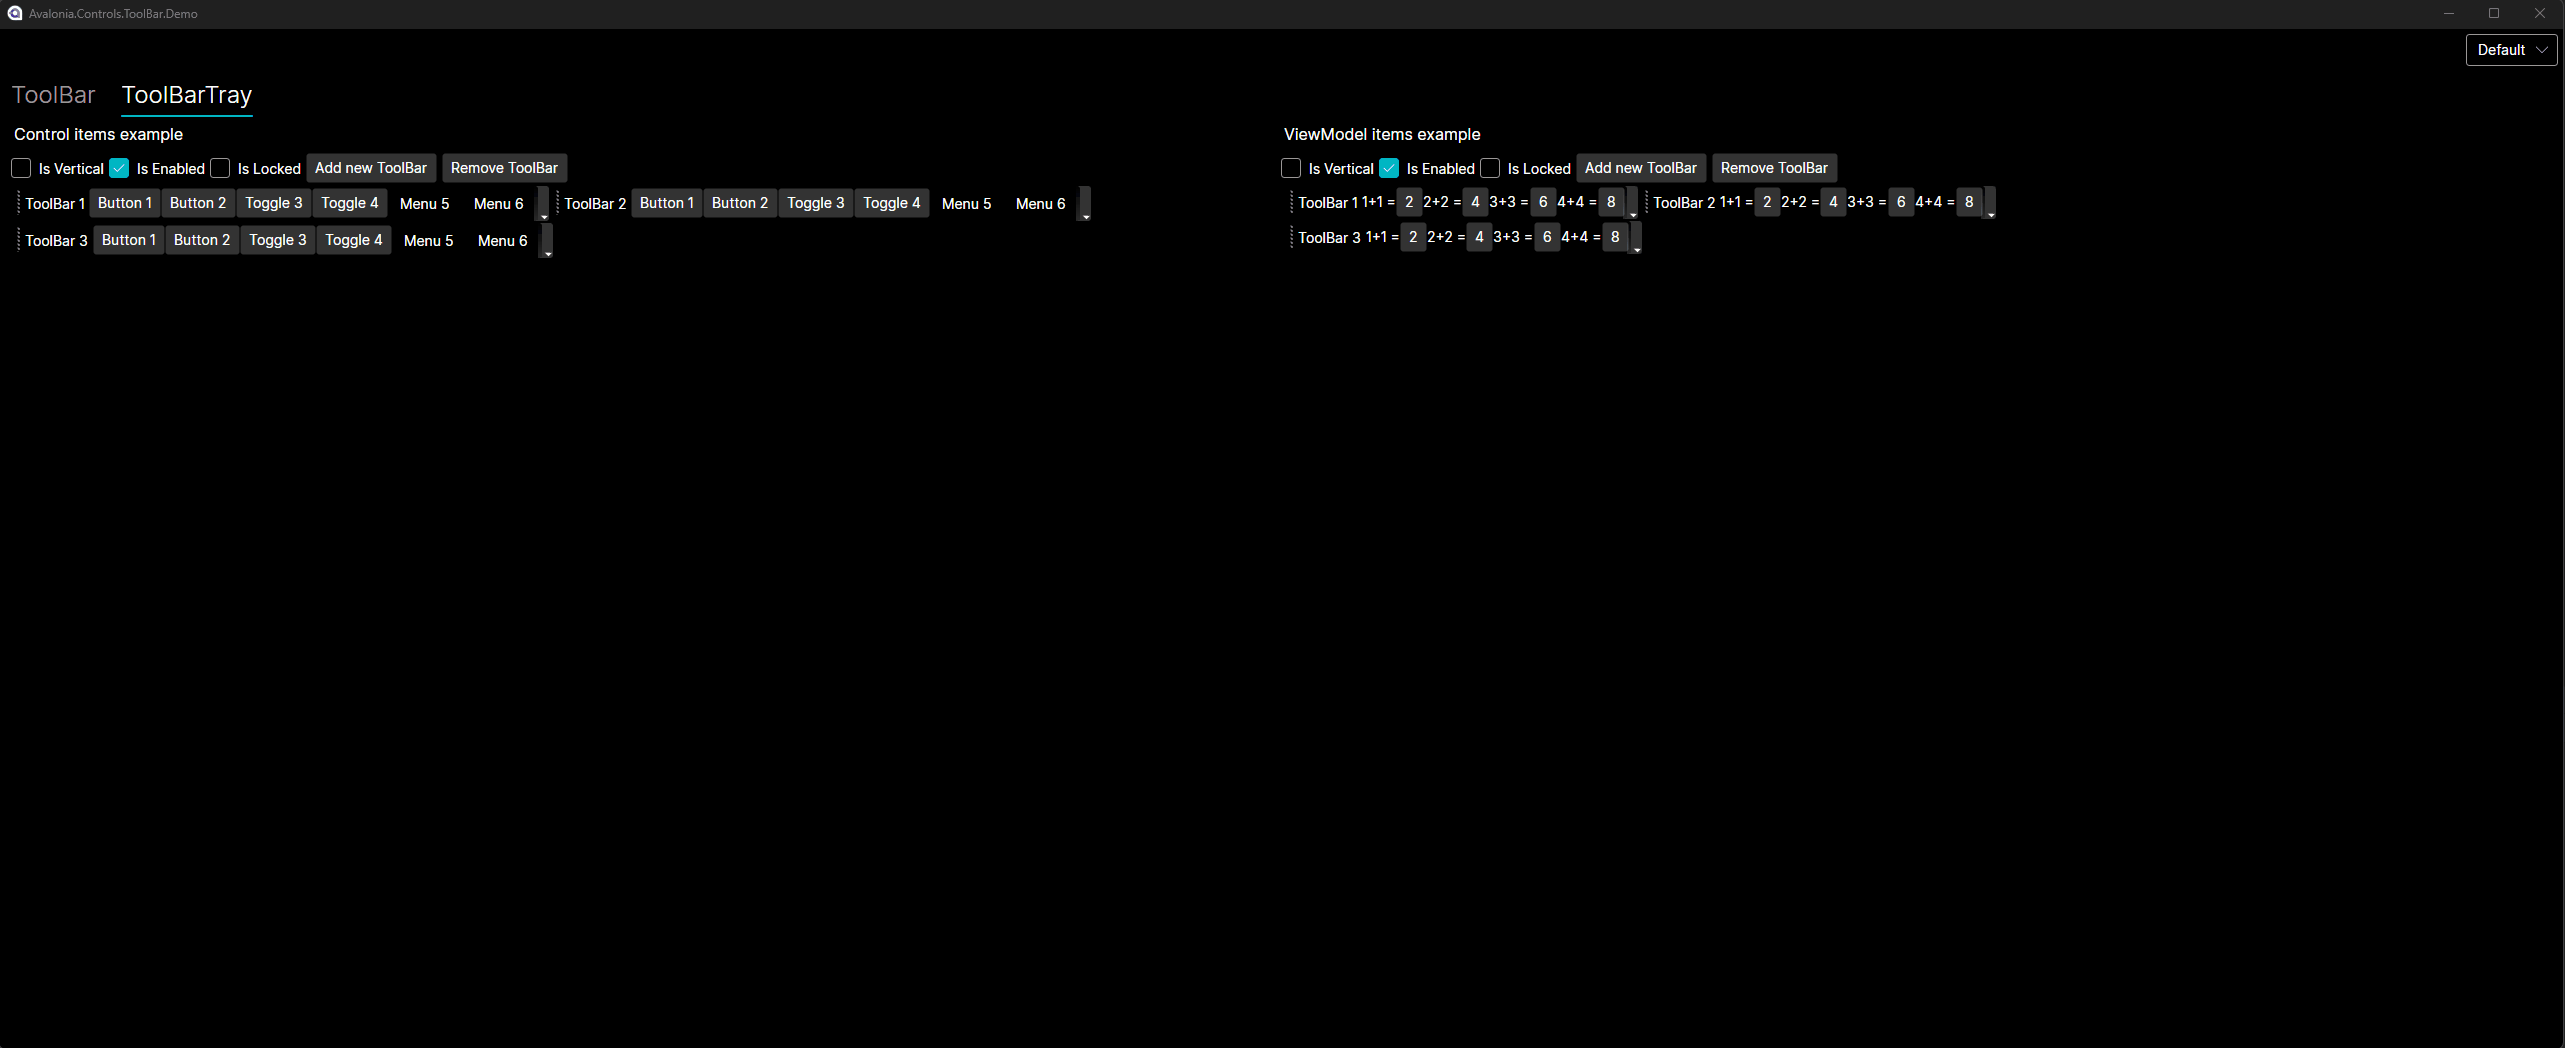 Avalonia.Controls.ToolBar.Demo
Default
ToolBar ToolBarTray
Control items example
Is Vertical Is Enabled Is Locked Add new ToolBar Remove ToolBar
ToolBar 1 Button 1 Button 2 Toggle 3 Toggle 4 Menu 5 Menu 6 ToolBar 2 Button 1 Button 2 Toggle 3 Toggle 4 Menu 5 Menu 6
ToolBar 3 Button 1 Button 2 Toggle 3 Toggle 4 Menu 5 Menu 6
ViewModel items example
Is Vertical Is Enabled Is Locked Add new ToolBar Remove ToolBar
ToolBar 1 1+1 = 2 2+2 = 4 3+3 = 6 4+4 = 8 ToolBar 2 1+1 = 2 2+2 = 4 3+3 = 6 4+4 = 8
ToolBar 3 1+1 = 2 2+2 = 4 3+3 = 6 4+4 = 8